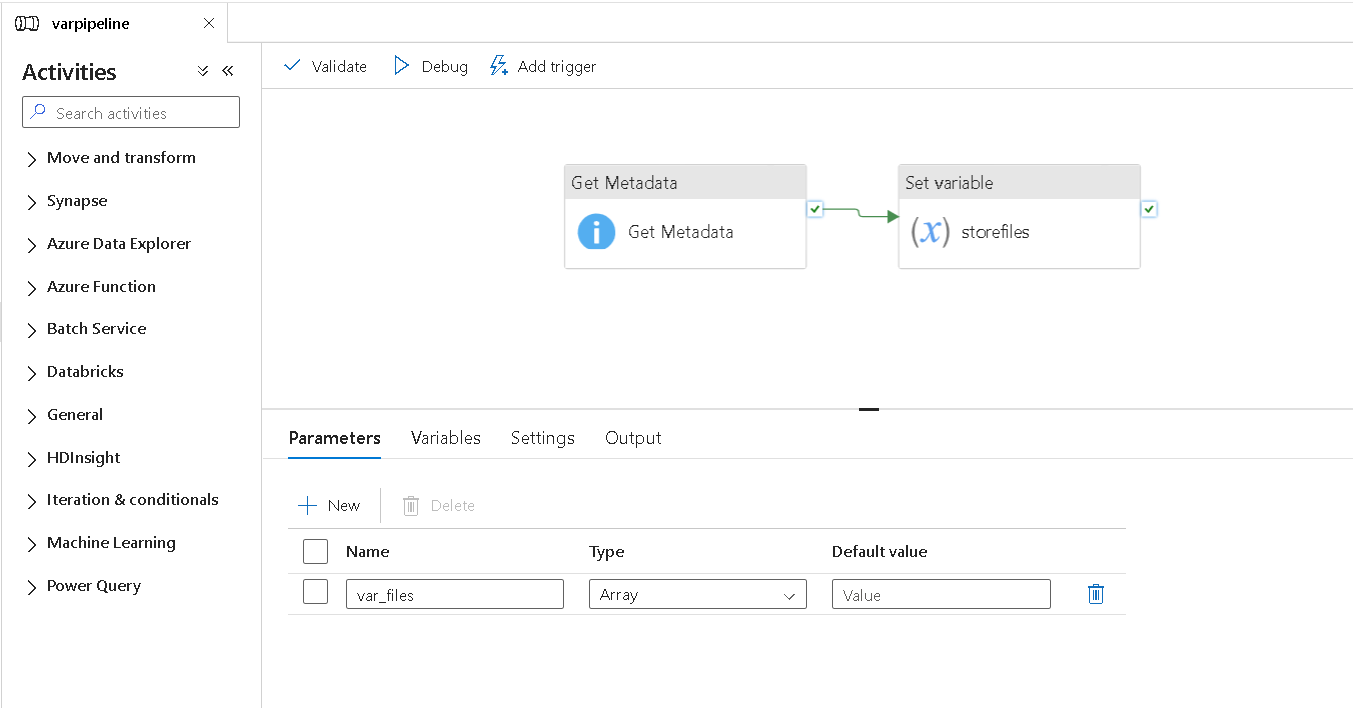 varpipeline
Activities
Search activities
Move and transform
Synapse
Azure Data Explorer
Azure Function
Batch Service
Databricks
General
HDInsight
Iteration & conditionals
Machine Learning
Power Query
Validate Debug Add trigger
Get Metadata
Get Metadata
Set variable
(x) storefiles
Parameters Variables Settings Output
New Delete
Name Type Default value
var_files Array Value